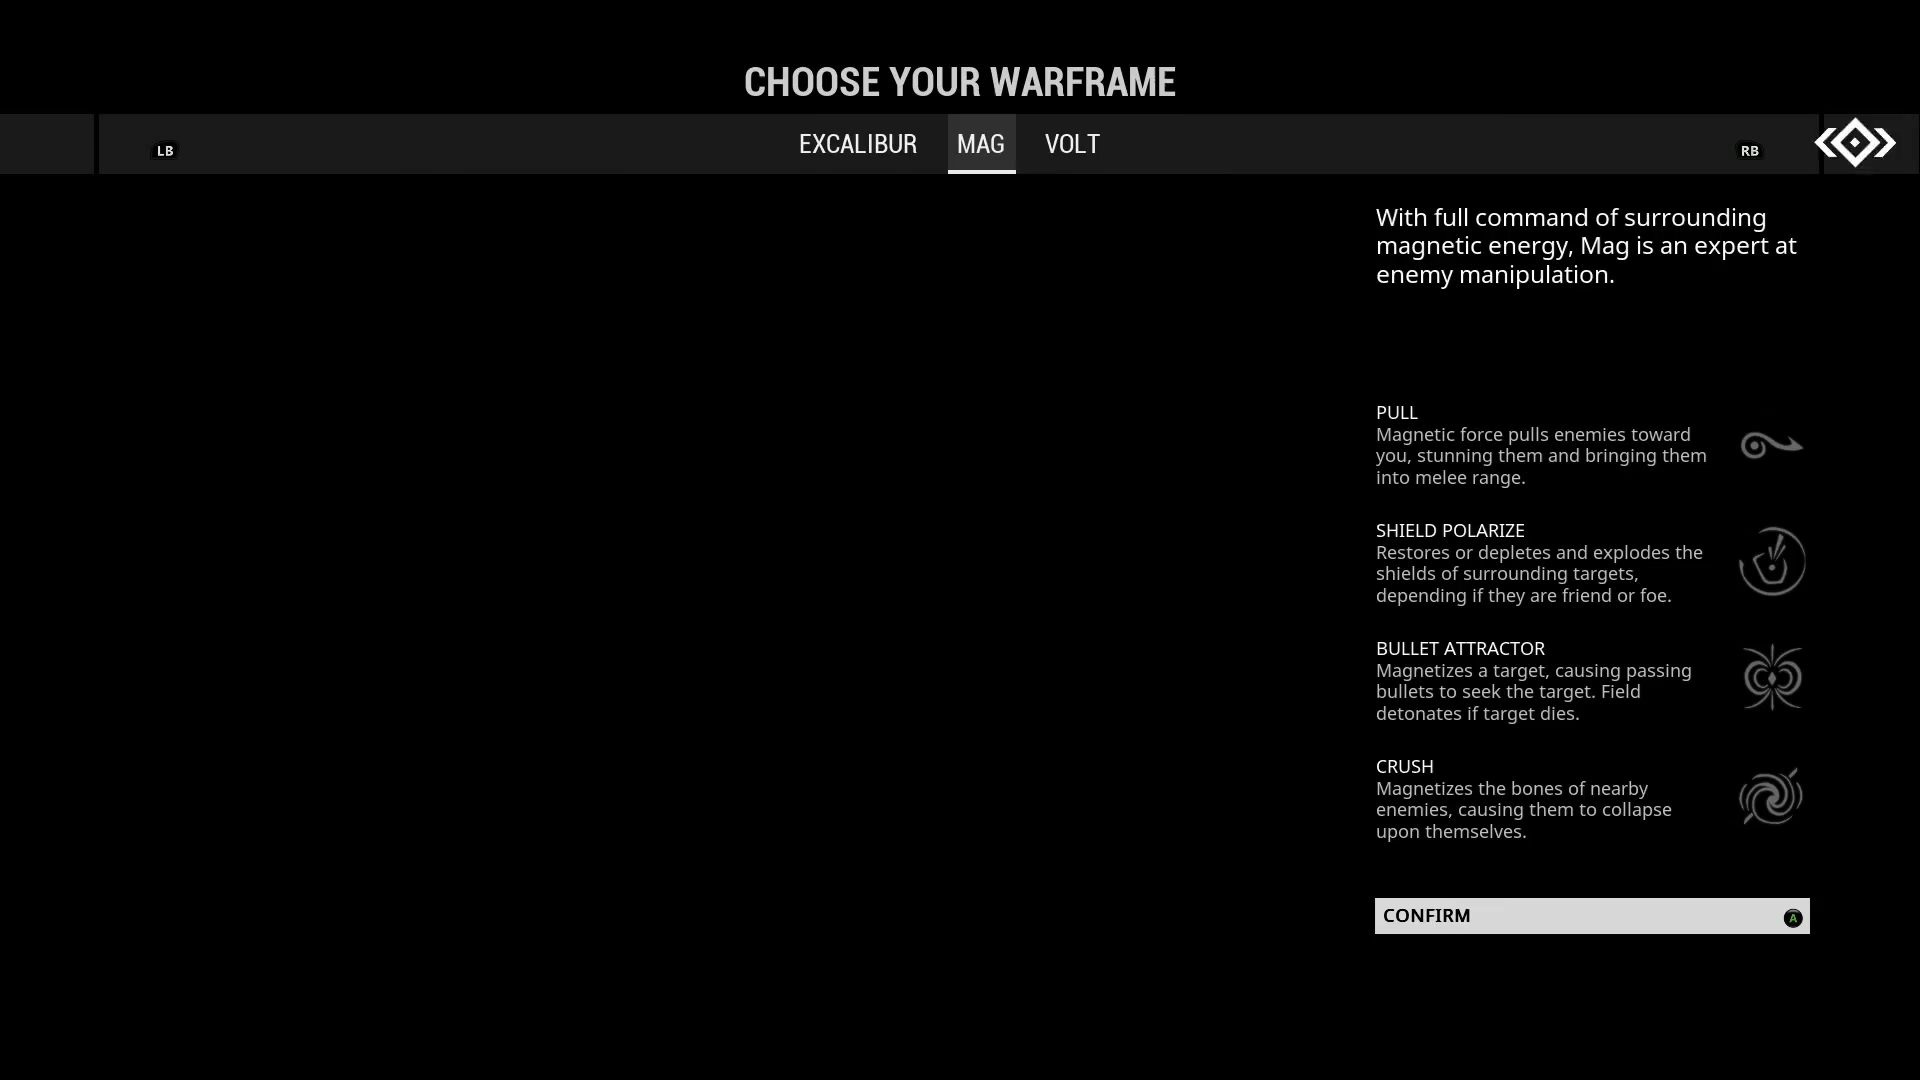 CHOOSE YOUR WARFRAME
LB
EXCALIBUR
MAG
VOLT
RB
With full command of surrounding
magnetic energy, Mag is an expert at
enemy manipulation.
PULL
Magnetic force pulls enemies toward
you, stunning them and bringing them
into melee range.
SHIELD POLARIZE
Restores or depletes and explodes the
shields of surrounding targets,
depending if they are friend or foe.
BULLET ATTRACTOR
Magnetizes a target, causing passing
bullets to seek the target. Field
detonates if target dies.
CRUSH
Magnetizes the bones of nearby
enemies, causing them to collapse
upon themselves.
CONFIRM
A